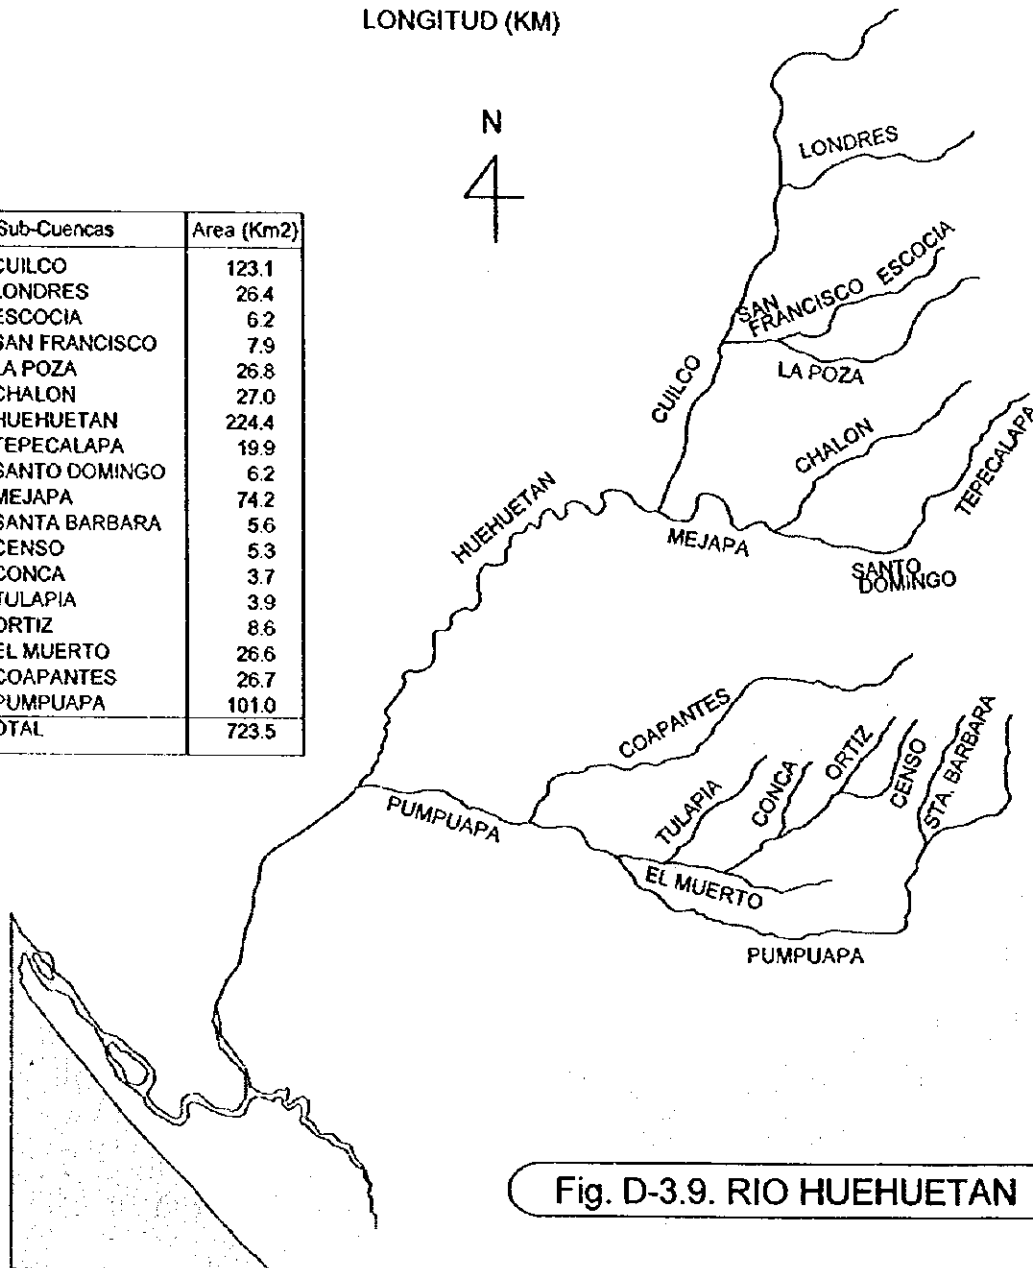 LONGITUD (KM)
N
Sub-Cuencas Area (Km2)
CUILCO 123.1
LONDRES 26.4
ESCOCIA 6.2
SAN FRANCISCO 7.9
LA POZA 26.8
CHALON 27.0
HUEHUETAN 224.4
TEPECALAPA 19.9
SANTO DOMINGO 6.2
MEJAPA 74.2
SANTA BARBARA 5.6
CENSO 5.3
CONCA 3.7
TULAPIA 3.9
ORTIZ 8.6
EL MUERTO 26.6
COAPANTES 26.7
PUMPUAPA 101.0
OTAL 723.5
LONDRES
ESCOCIA
SAN
FRANCISCO
LA POZA
CUILCO
CHALON
TEPECALAPA
HUEHUETAN
MEJAPA
SANTO
DOMINGO
COAPANTES
TULAPIA
CONCA
ORTIZ
CENSO
STA. BARBARA
PUMPUAPA
EL MUERTO
PUMPUAPA
Fig. D-3.9. RIO HUEHUETAN